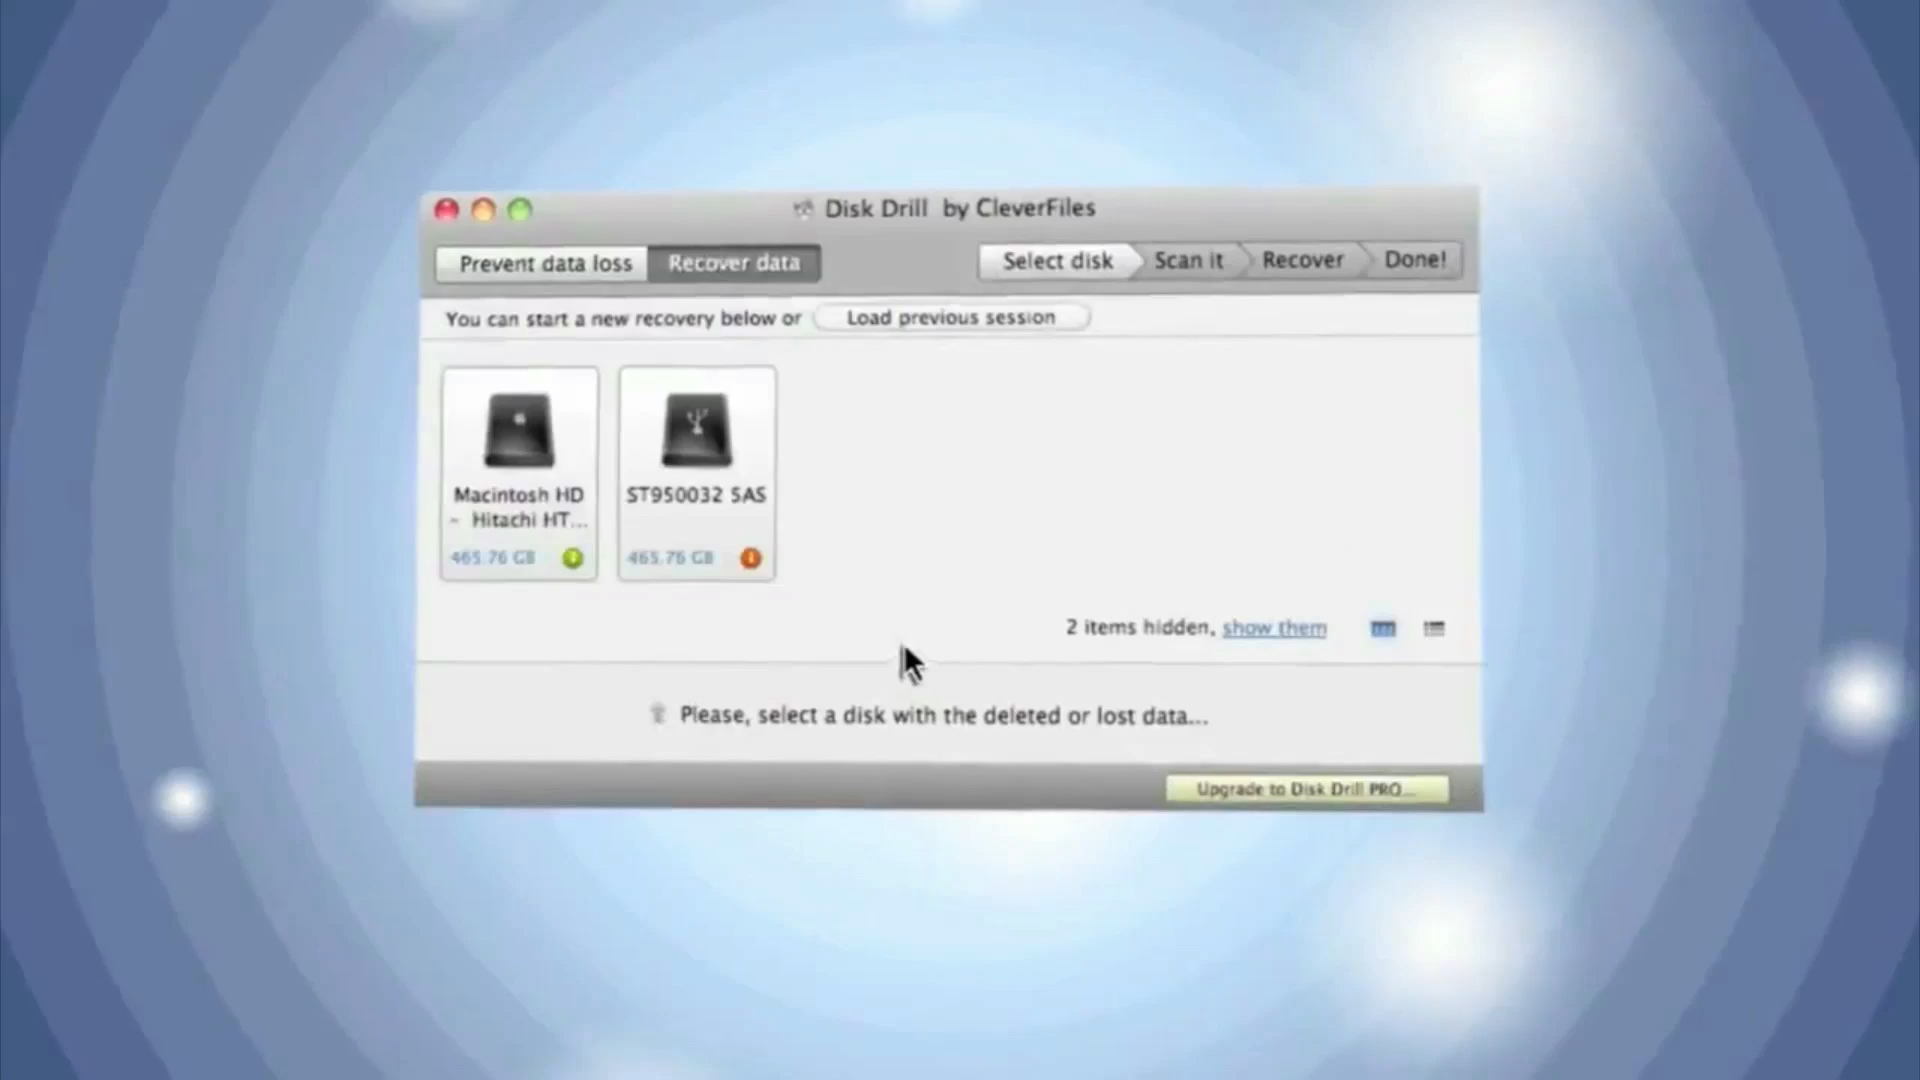 Disk Drill by CleverFiles
Prevent data loss
Recover data
Select disk
Scan it
Recover
Done!
You can start a new recovery below or
Load previous session
Macintosh HD
- Hitachi HT...
465.76 GB
ST950032 5AS
465.76 GB
2 items hidden, show them
Please, select a disk with the deleted or lost data...
Upgrade to Disk Drill PRO...